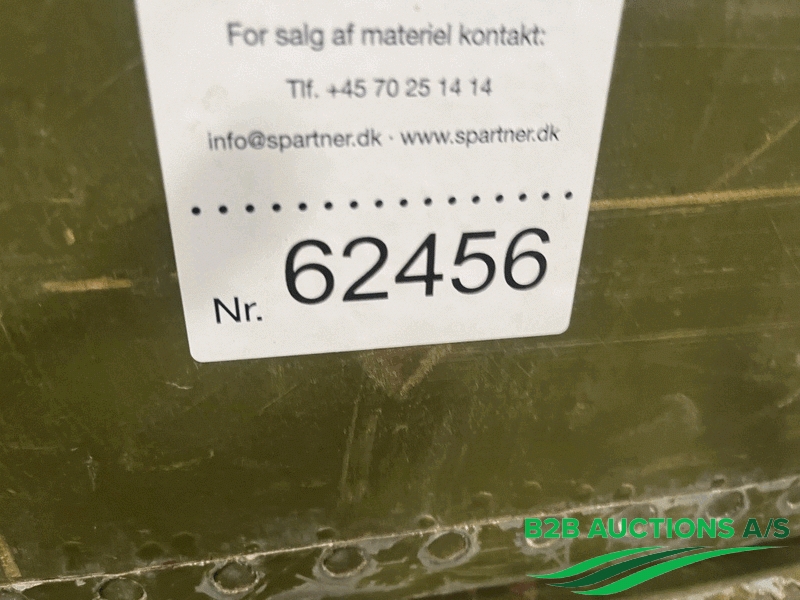 For salg af materiel kontakt:
Tlf. +45 70 25 14 14
info@spartner.dk · www.spartner.dk
Nr. 62456
B2B AUCTIONS A/S